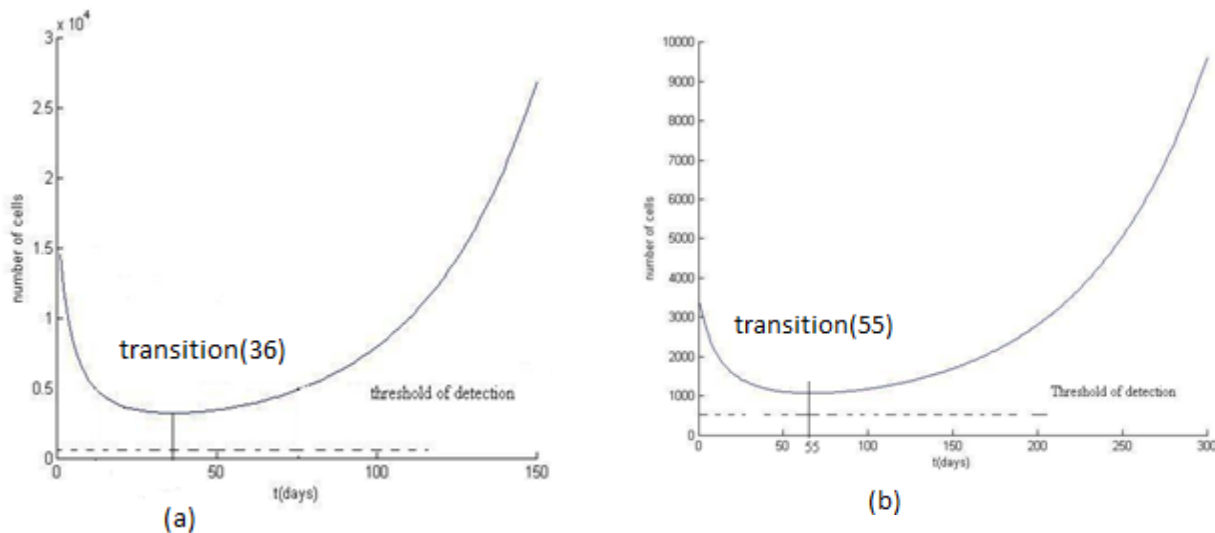 x 10⁴
3
2.5
2
1.5
1
0.5
0
number of cells
transition(36)
threshold of detection
0
50
100
150
t(days)
(a)
10000
9000
8000
7000
6000
5000
4000
3000
2000
1000
0
number of cells
transition(55)
Threshold of detection
0
50
55
100
150
200
250
300
t(days)
(b)